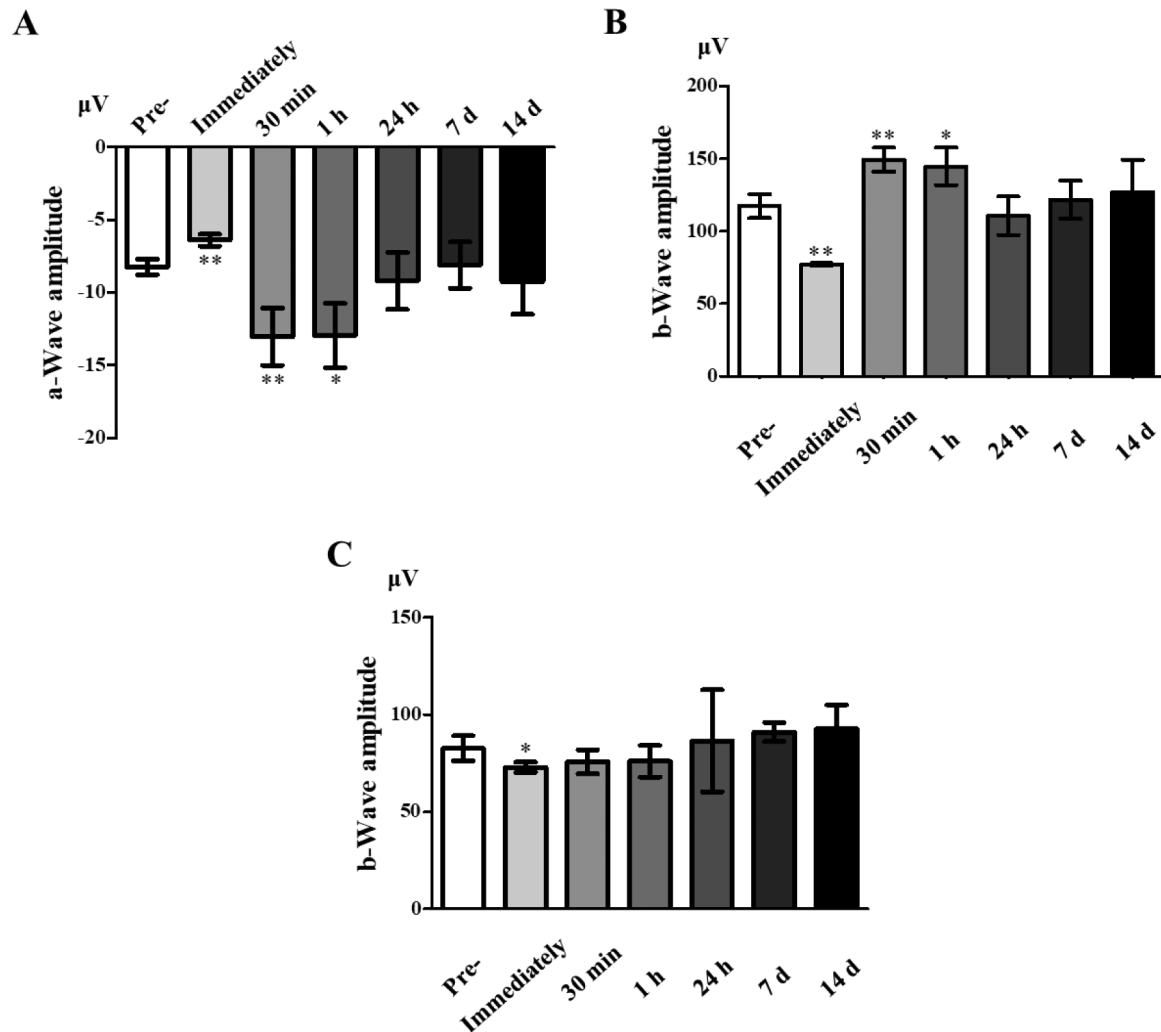 A
μV
Pre-
Immediately
30 min
1 h
24 h
7 d
14 d
a-Wave amplitude
0
-5
-10
-15
-20
**
**
*
B
μV
b-Wave amplitude
200
150
100
50
0
**
**
*
Pre-
Immediately
30 min
1 h
24 h
7 d
14 d
C
μV
b-Wave amplitude
150
100
50
0
*
Pre-
Immediately
30 min
1 h
24 h
7 d
14 d